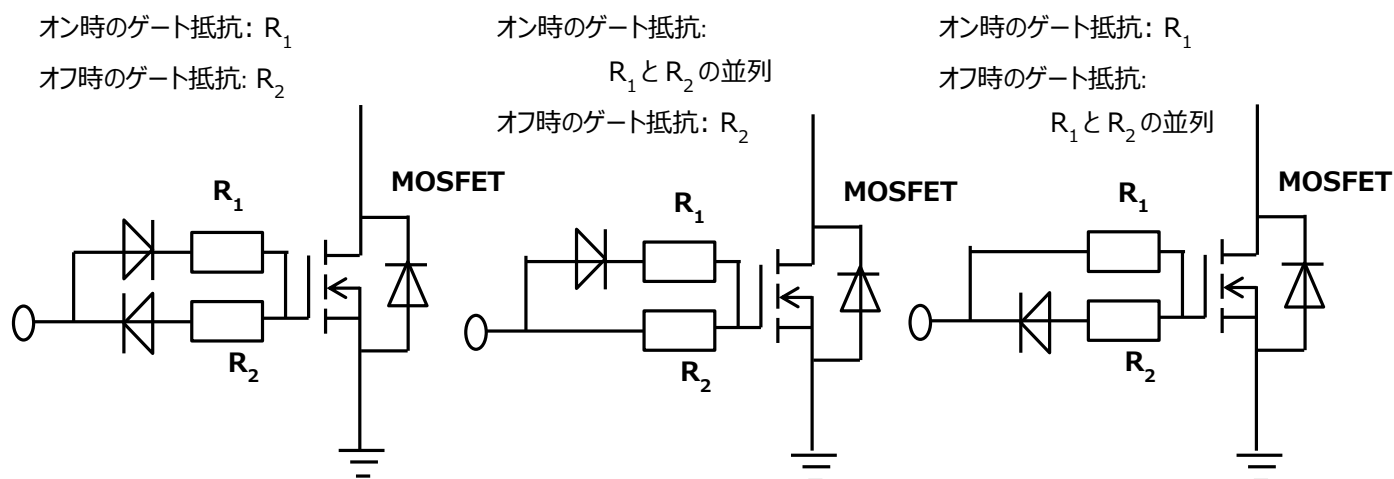 オン時のゲート抵抗: R1
オフ時のゲート抵抗: R2
MOSFET
R1
R2
オン時のゲート抵抗:
R1とR2の並列
オフ時のゲート抵抗: R2
MOSFET
R1
R2
オン時のゲート抵抗: R1
オフ時のゲート抵抗:
R1とR2の並列
MOSFET
R1
R2